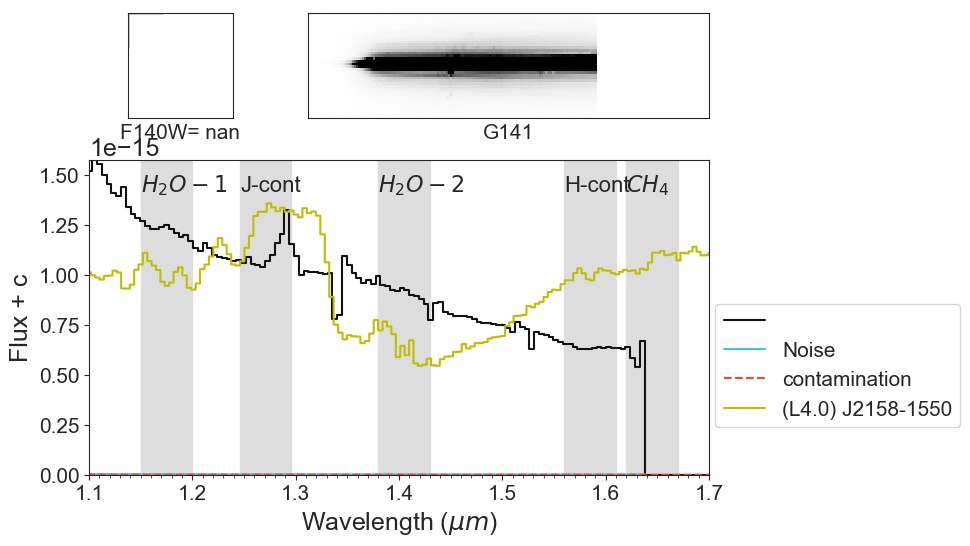 F140W= nan
G141
1e−15
H₂O − 1
J-cont
H₂O − 2
H-cont
CH₄
1.50
1.25
1.00
0.75
0.50
0.25
0.00
Flux + c
1.1
1.2
1.3
1.4
1.5
1.6
1.7
Wavelength (μm)
Noise
contamination
(L4.0) J2158-1550